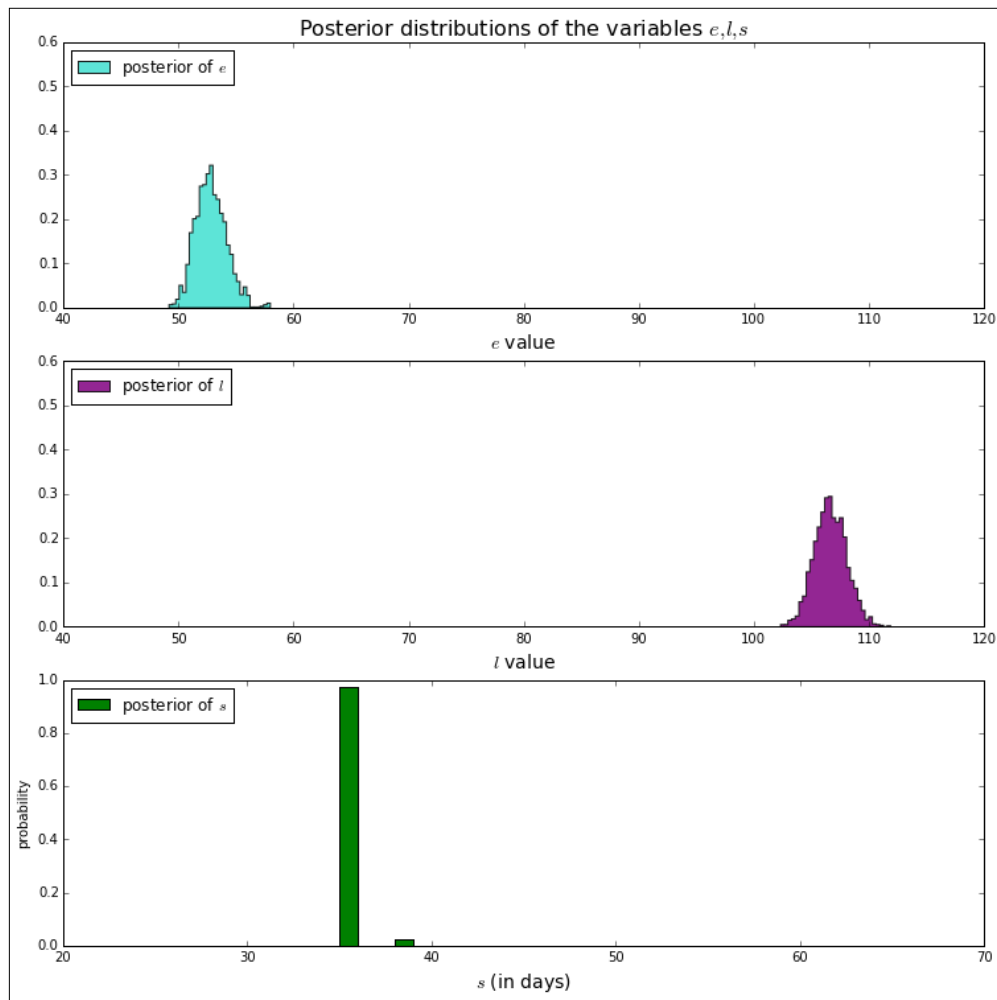 Posterior distributions of the variables e,l,s
0.6
0.5
0.4
0.3
0.2
0.1
0.0
posterior of e
40 50 60 70 80 90 100 110 120
e value
0.6
0.5
0.4
0.3
0.2
0.1
0.0
posterior of l
40 50 60 70 80 90 100 110 120
l value
probability
1.0
0.8
0.6
0.4
0.2
0.0
posterior of s
20 30 40 50 60 70
s (in days)